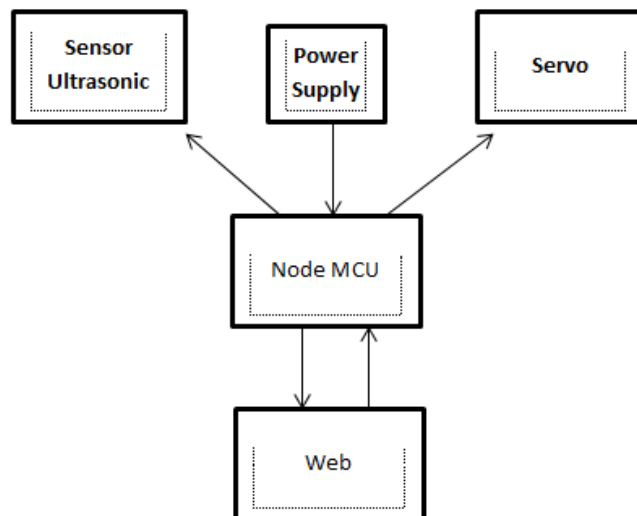 Sensor
Ultrasonic
Power
Supply
Servo
Node MCU
Web